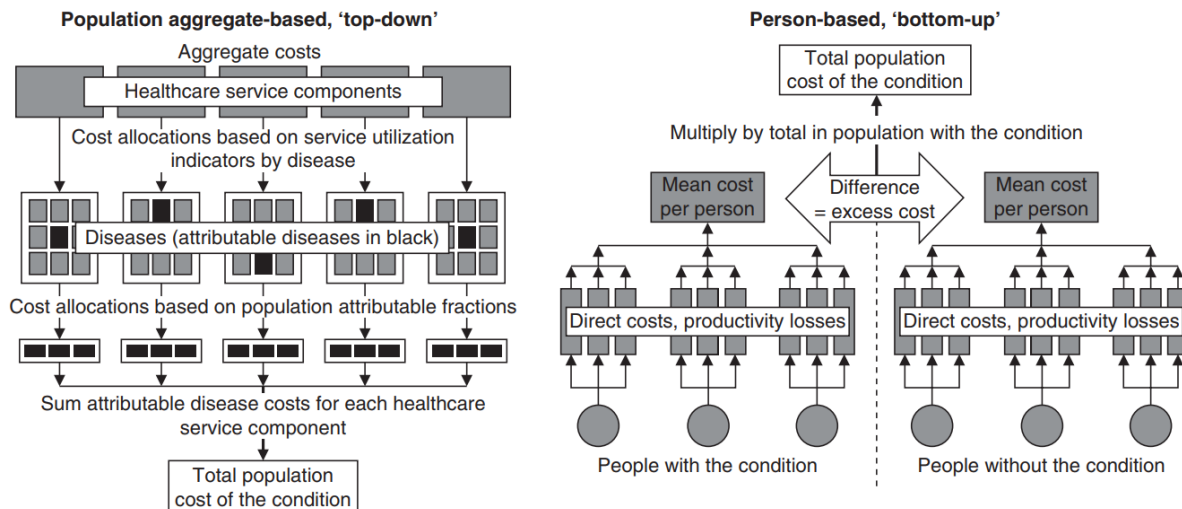 Population aggregate-based, ‘top-down’
Aggregate costs
Healthcare service components
Cost allocations based on service utilization
indicators by disease
Diseases (attributable diseases in black)
Cost allocations based on population attributable fractions
Sum attributable disease costs for each healthcare
service component
Total population
cost of the condition
Person-based, ‘bottom-up’
Total population
cost of the condition
Multiply by total in population with the condition
Mean cost
per person
Difference
= excess cost
Mean cost
per person
Direct costs, productivity losses
Direct costs, productivity losses
People with the condition
People without the condition